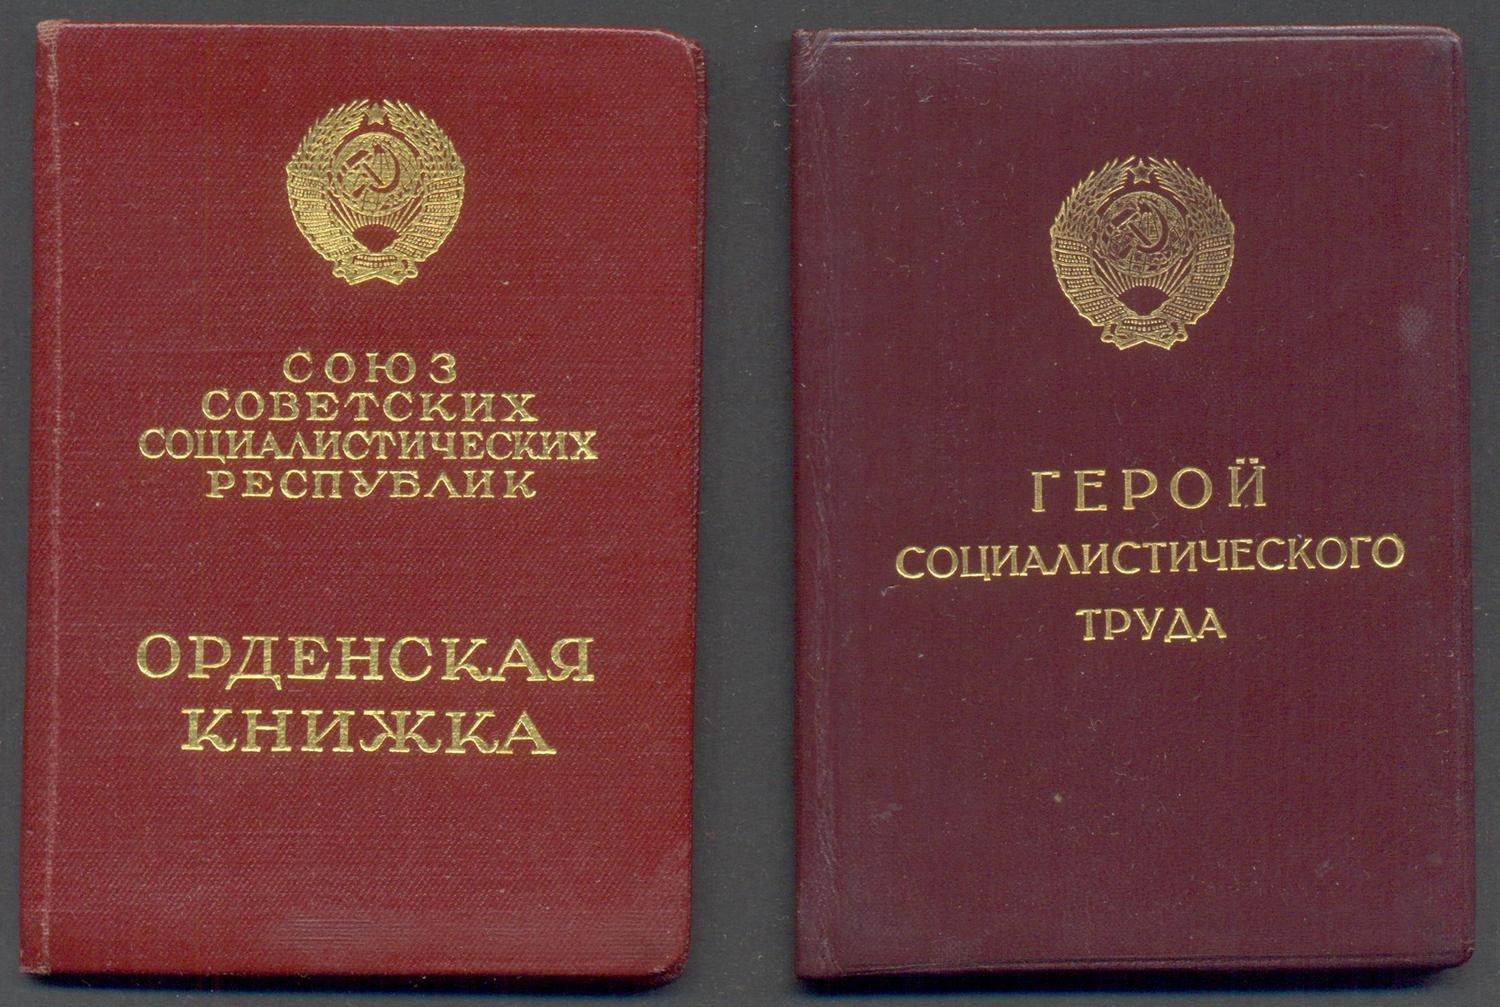 СОЮЗ
СОВЕТСКИХ
СОЦИАЛИСТИЧЕСКИХ
РЕСПУБЛИК
ОРДЕНСКАЯ
КНИЖКА
ГЕРОЙ
СОЦИАЛИСТИЧЕСКОГО
ТРУДА